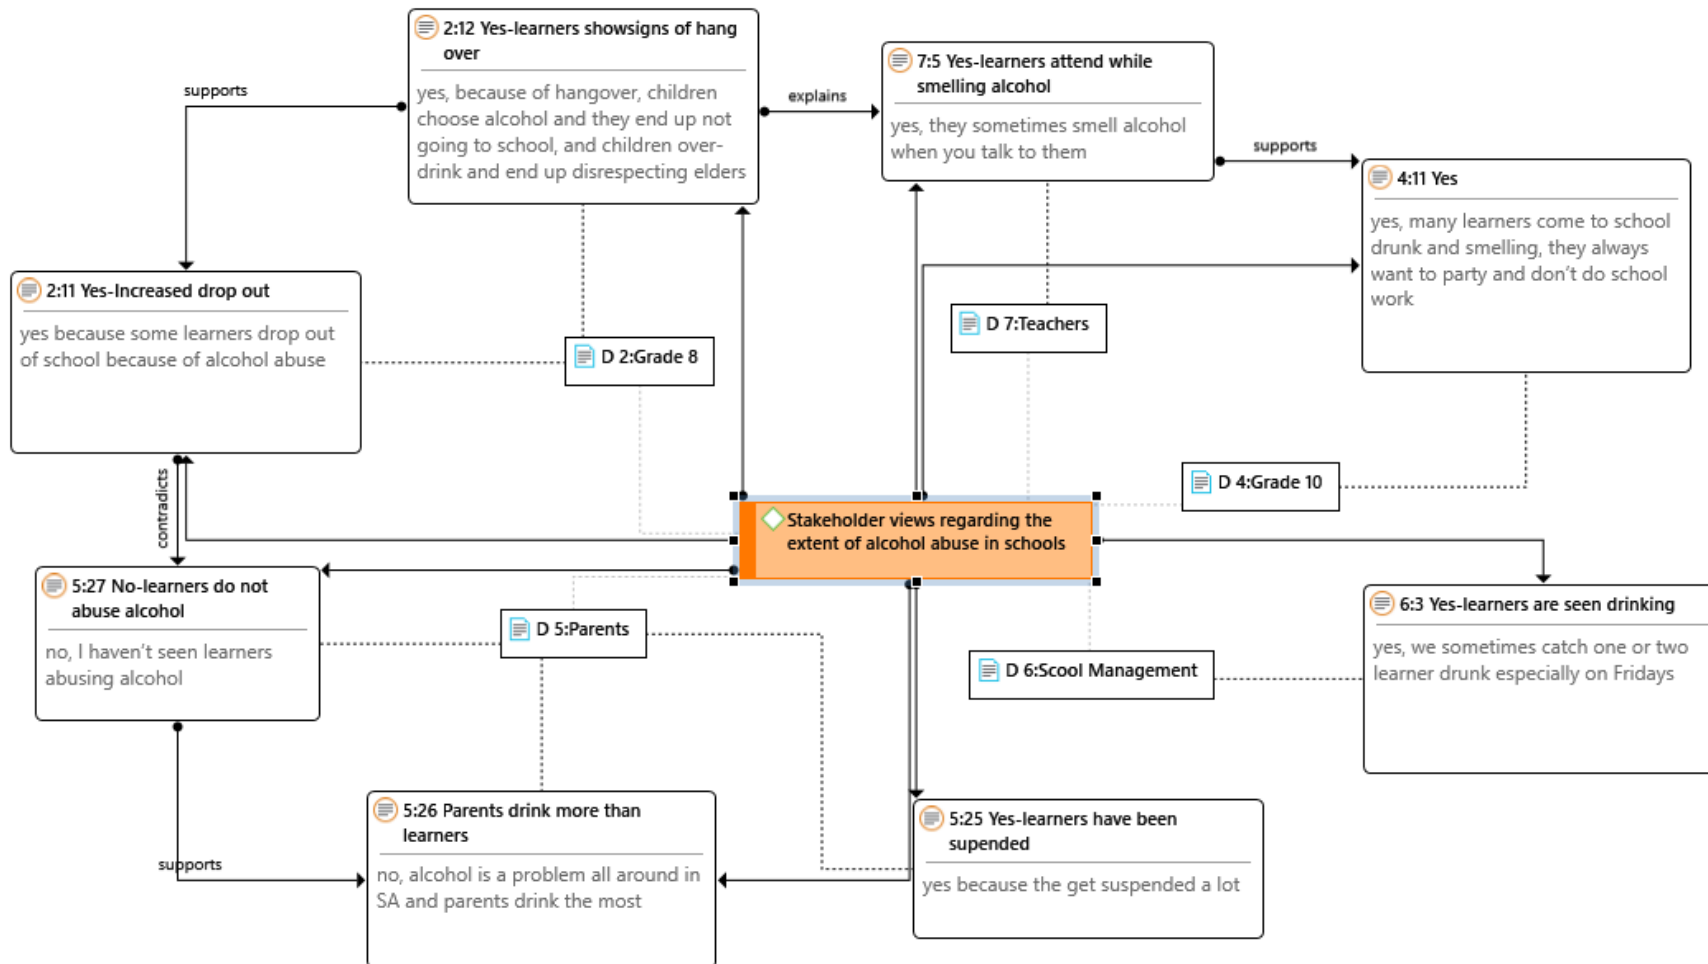 2:12 Yes-learners showsigns of hang
over
yes, because of hangover, children
choose alcohol and they end up not
going to school, and children over-
drink and end up disrespecting elders
supports
explains
7:5 Yes-learners attend while
smelling alcohol
yes, they sometimes smell alcohol
when you talk to them
supports
4:11 Yes
yes, many learners come to school
drunk and smelling, they always
want to party and don't do school
work
2:11 Yes-Increased drop out
yes because some learners drop out
of school because of alcohol abuse
D 2:Grade 8
D 7:Teachers
D 4:Grade 10
contradicts
Stakeholder views regarding the
extent of alcohol abuse in schools
5:27 No-learners do not
abuse alcohol
no, I haven't seen learners
abusing alcohol
D 5:Parents
D 6:Scool Management
6:3 Yes-learners are seen drinking
yes, we sometimes catch one or two
learner drunk especially on Fridays
supports
5:26 Parents drink more than
learners
no, alcohol is a problem all around in
SA and parents drink the most
5:25 Yes-learners have been
supended
yes because the get suspended a lot